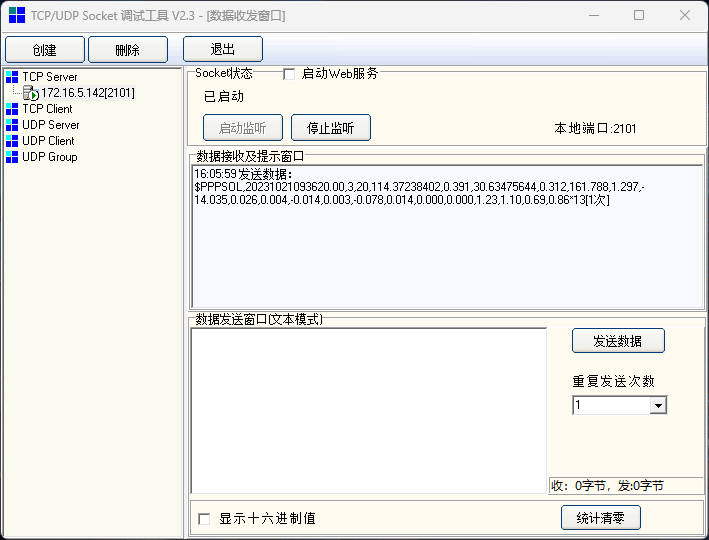 TCP/UDP Socket 调试工具 V2.3 - [数据收发窗口]
创建 删除 退出
TCP Server
172.16.5.142[2101]
TCP Client
UDP Server
UDP Client
UDP Group
Socket状态 启动Web服务
已启动
启动监听 停止监听 本地端口:2101
数据接收及提示窗口
16:05:59发送数据:
$PPPSOL,20231021093620.00,3,20,114.37238402,0.391,30.63475644,0.312,161.788,1.297,-
14.035,0.026,0.004,-0.014,0.003,-0.078,0.014,0.000,0.000,1.23,1.10,0.69,0.86*13[1次]
数据发送窗口(文本模式)
发送数据
重复发送次数
1
收：0字节，发:0字节
显示十六进制值 统计清零